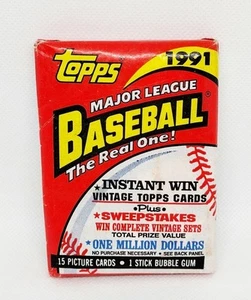 topps
1991
MAJOR LEAGUE
BASEBALL
The Real One!
★INSTANT WIN
VINTAGE TOPPS CARDS
Plus
★SWEEPSTAKES
WIN COMPLETE VINTAGE SETS
TOTAL PRIZE VALUE
★ONE MILLION DOLLARS
NO PURCHASE NECESSARY • SEE BACK PANEL
15 PICTURE CARDS • 1 STICK BUBBLE GUM